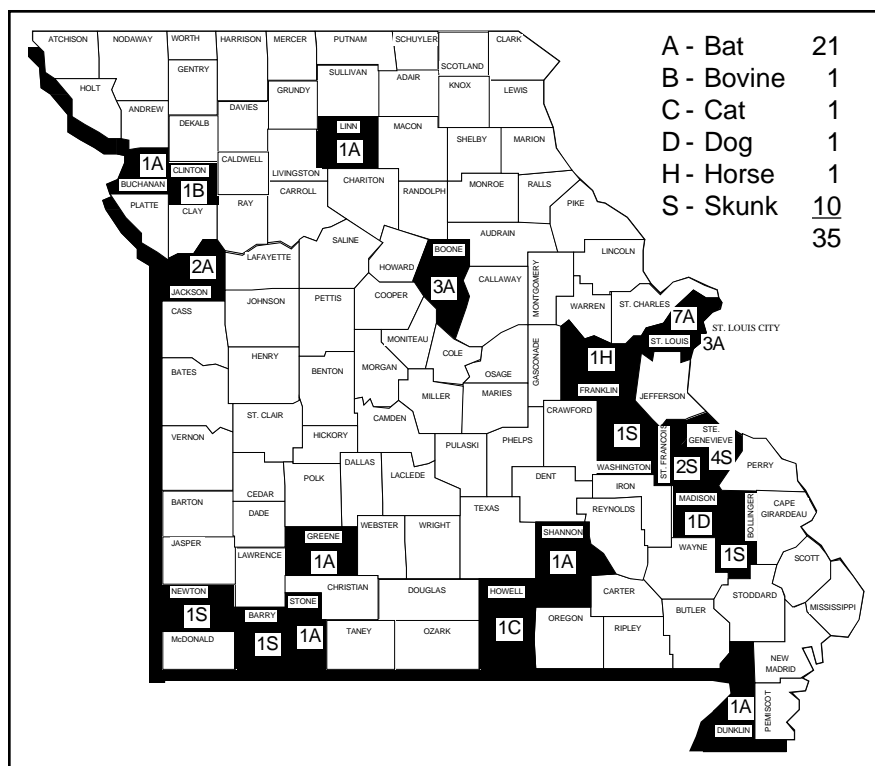 A - Bat 21
B - Bovine 1
C - Cat 1
D - Dog 1
H - Horse 1
S - Skunk 10
35
ATCHISON
NODAWAY
WORTH
HARRISON
MERCER
PUTNAM
SCHUYLER
CLARK
SCOTLAND
GENTRY
SULLIVAN
ADAIR
HOLT
GRUNDY
KNOX
LEWIS
ANDREW
DAVIES
DEKALB
LINN
1A
MACON
SHELBY
MARION
1A
BUCHANAN
CLINTON
1B
CALDWELL
LIVINGSTON
CHARITON
RANDOLPH
MONROE
RALLS
PLATTE
CLAY
RAY
CARROLL
PIKE
AUDRAIN
SALINE
BOONE
3A
HOWARD
LINCOLN
2A
JACKSON
LAFAYETTE
CALLAWAY
MONTGOMERY
WARREN
ST. CHARLES
CASS
JOHNSON
PETTIS
COOPER
7A
ST. LOUIS
ST. LOUIS CITY
3A
MONITEAU
COLE
OSAGE
GASCONADE
1H
FRANKLIN
BATES
HENRY
BENTON
MORGAN
MILLER
MARIES
JEFFERSON
CRAWFORD
ST. CLAIR
CAMDEN
1S
WASHINGTON
ST. FRANCOIS
2S
STE.
GENEVIEVE
4S
VERNON
HICKORY
PULASKI
PHELPS
PERRY
DALLAS
LACLEDE
DENT
IRON
CEDAR
POLK
MADISON
1D
BOLLINGER
1S
CAPE
GIRARDEAU
BARTON
DADE
TEXAS
REYNOLDS
GREENE
1A
WEBSTER
WRIGHT
SHANNON
1A
JASPER
LAWRENCE
WAYNE
SCOTT
NEWTON
1S
CHRISTIAN
DOUGLAS
HOWELL
1C
CARTER
STODDARD
STONE
1A
BARRY
1S
BUTLER
MISSISSIPPI
McDONALD
TANEY
OZARK
OREGON
RIPLEY
NEW
MADRID
1A
DUNKLIN
PEMISCOT